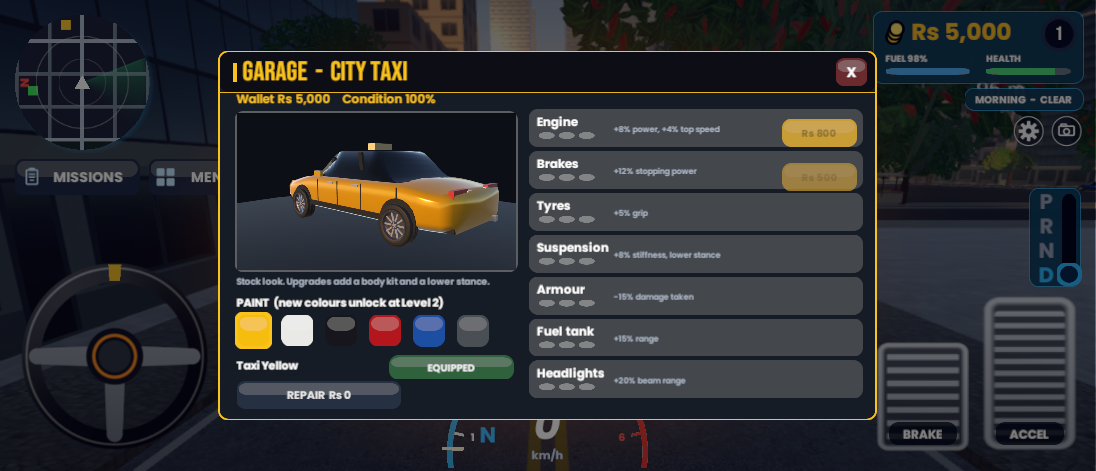 GARAGE - CITY TAXI
X
Wallet Rs 5,000 Condition 100%
Stock look. Upgrades add a body kit and a lower stance.
PAINT (new colours unlock at Level 2)
Taxi Yellow
EQUIPPED
REPAIR Rs 0
Engine
+8% power, +4% top speed
Rs 800
Brakes
+12% stopping power
Rs 500
Tyres
+5% grip
Suspension
+8% stiffness, lower stance
Armour
-15% damage taken
Fuel tank
+15% range
Headlights
+20% beam range
N
MISSIONS
MEN
Rs 5,000
1
FUEL 98%
HEALTH
MORNING - CLEAR
P
R
N
D
BRAKE
ACCEL
1
N
0
6
km/h